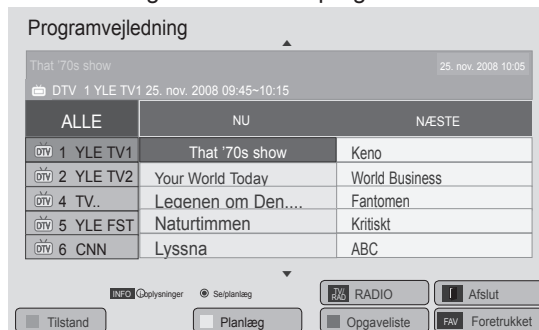 Programvejledning
That '70s show 25. nov. 2008 10:05
DTV 1 YLE TV1 25. nov. 2008 09:45~10:15
ALLE NU NÆSTE
DTV 1 YLE TV1 That '70s show Keno
DTV 2 YLE TV2 Your World Today World Business
DTV 4 TV.. Legenen om Den.... Fantomen
DTV 5 YLE FST Naturtimmen Kritiskt
DTV 6 CNN Lyssna ABC
INFO oplysninger Se/planlæg TV/RAD RADIO Afslut
Tilstand Planlæg Opgaveliste FAV Foretrukket